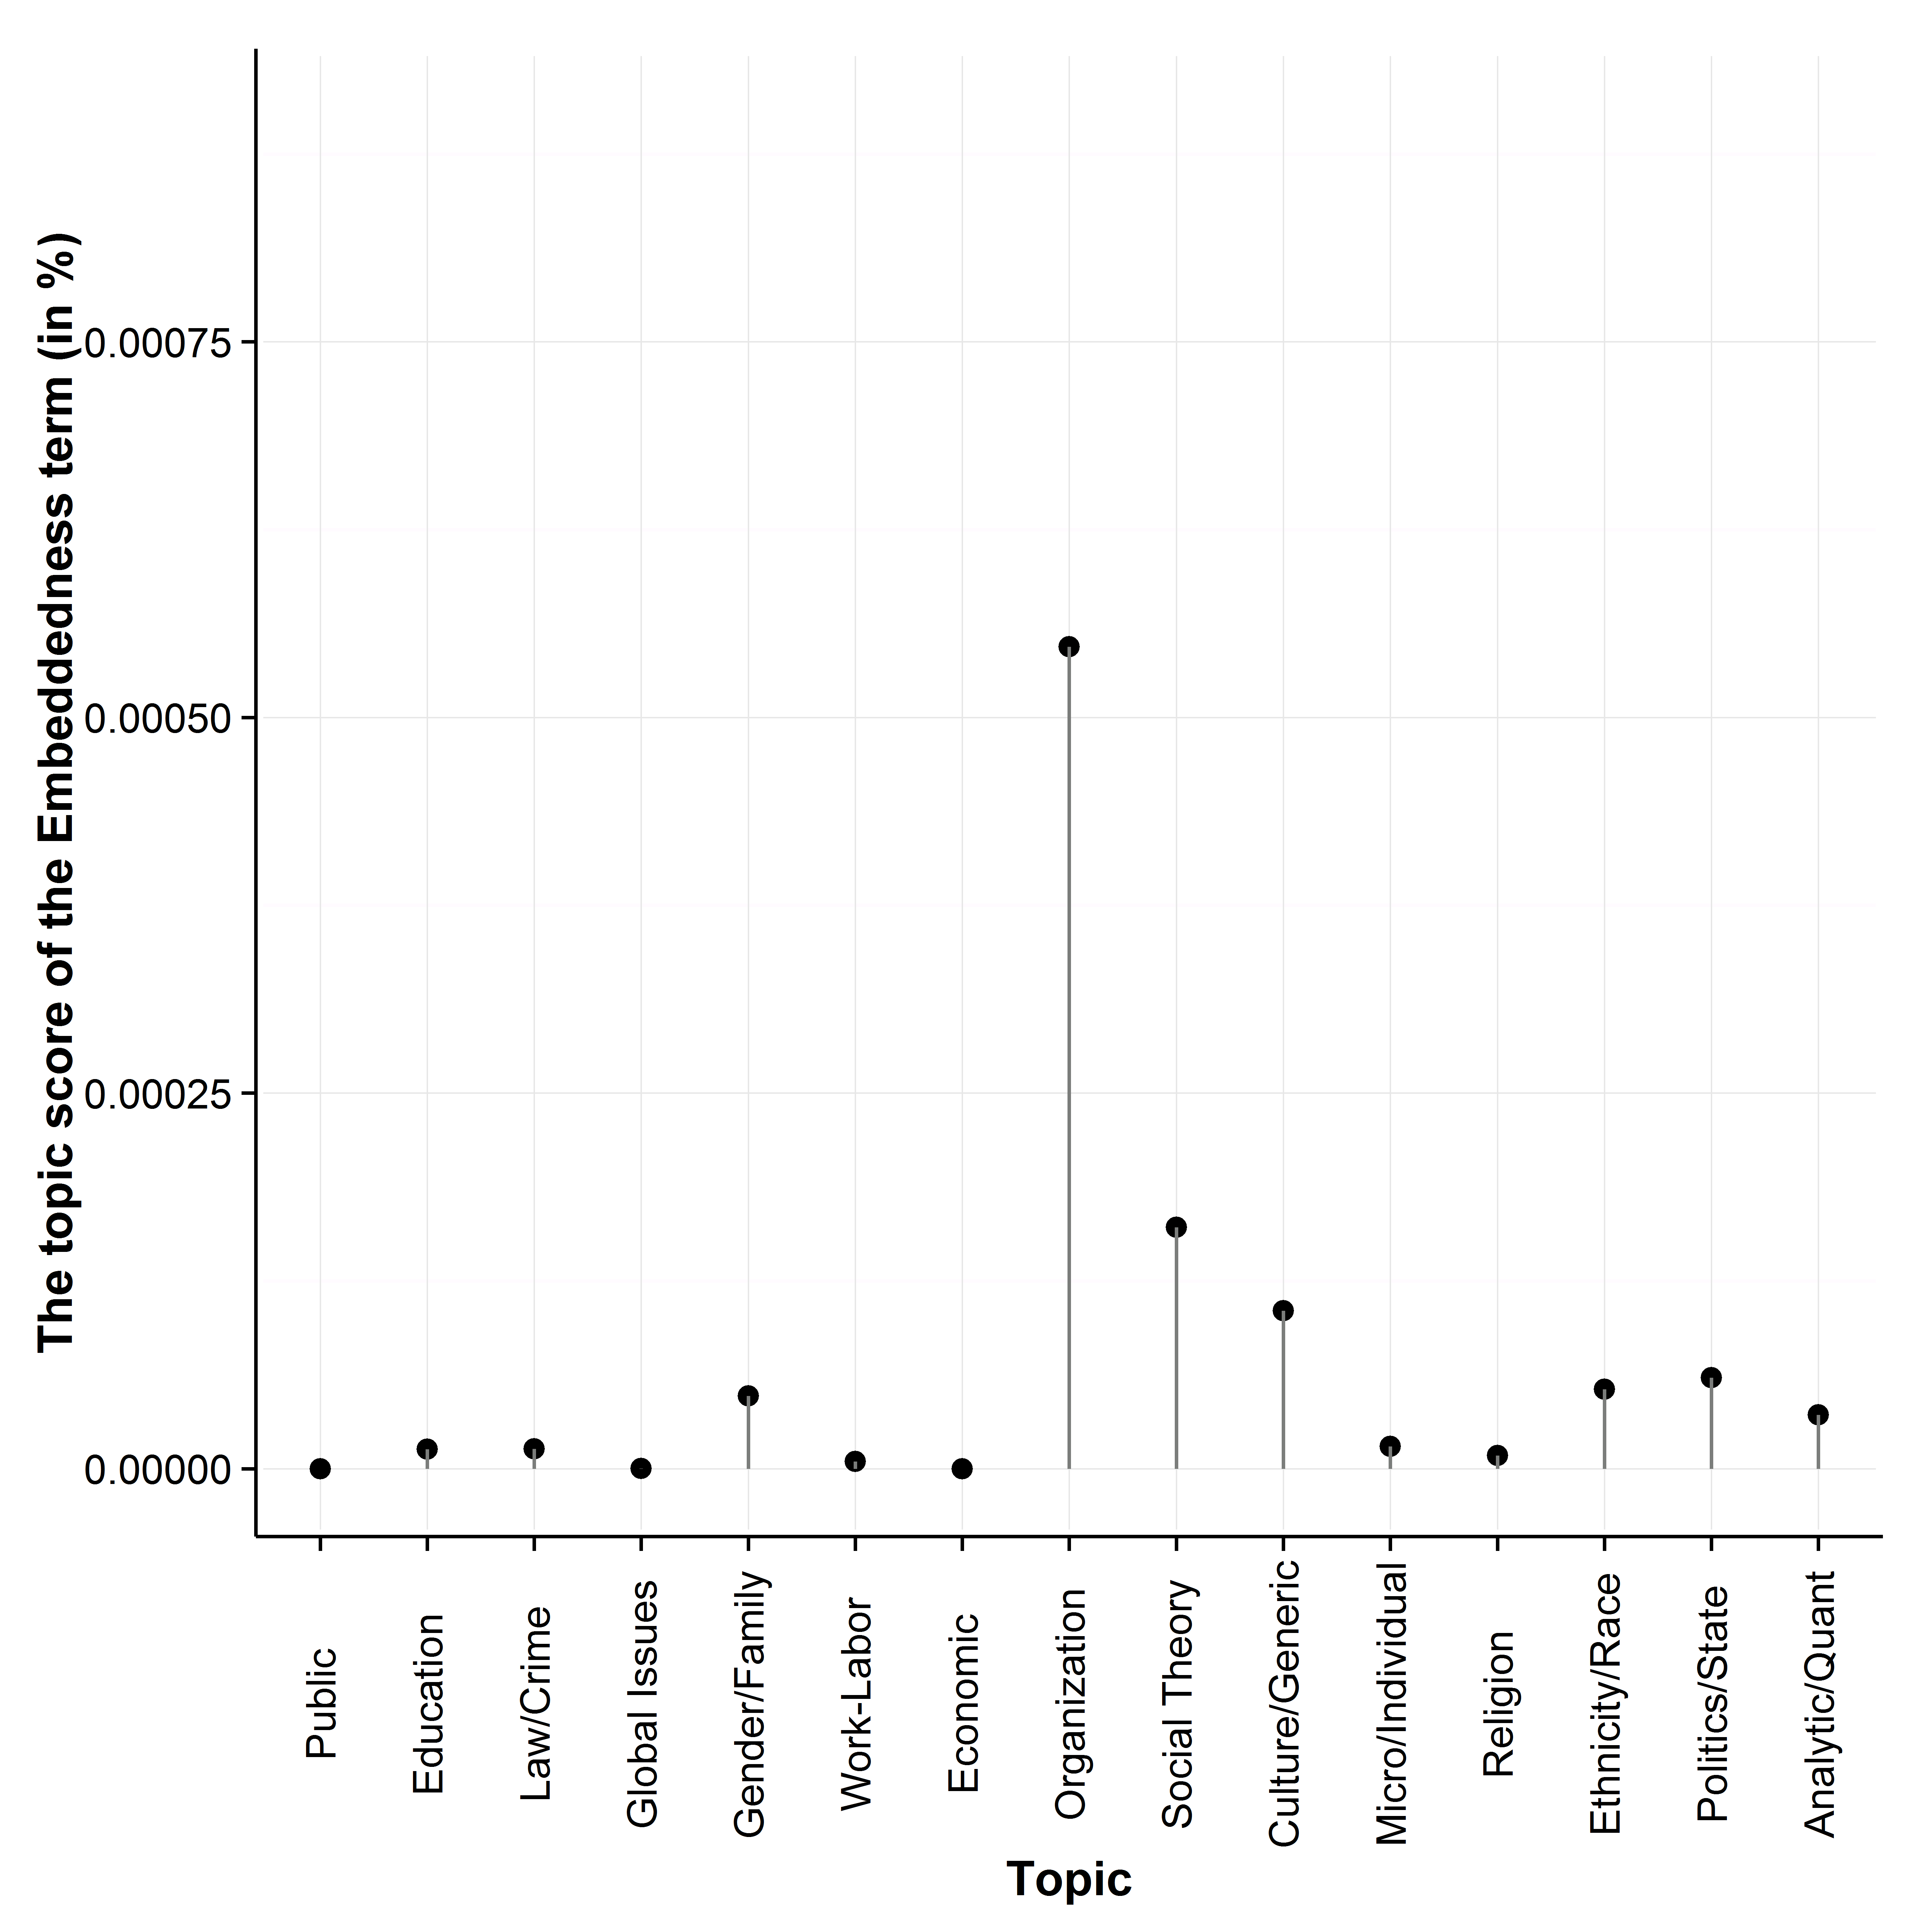 The topic score of the Embeddedness term (in %)
0.00075
0.00050
0.00025
0.00000
Public
Education
Law/Crime
Global Issues
Gender/Family
Work-Labor
Economic
Organization
Social Theory
Culture/Generic
Micro/Individual
Religion
Ethnicity/Race
Politics/State
Analytic/Quant
Topic